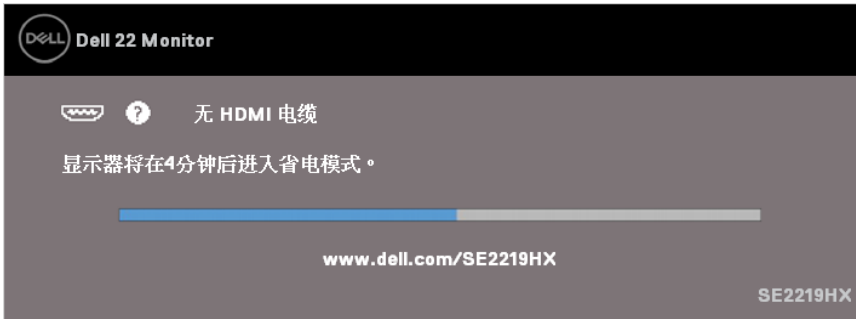 DELL Dell 22 Monitor
? 无 HDMI 电缆
显示器将在4分钟后进入省电模式。
www.dell.com/SE2219HX
SE2219HX